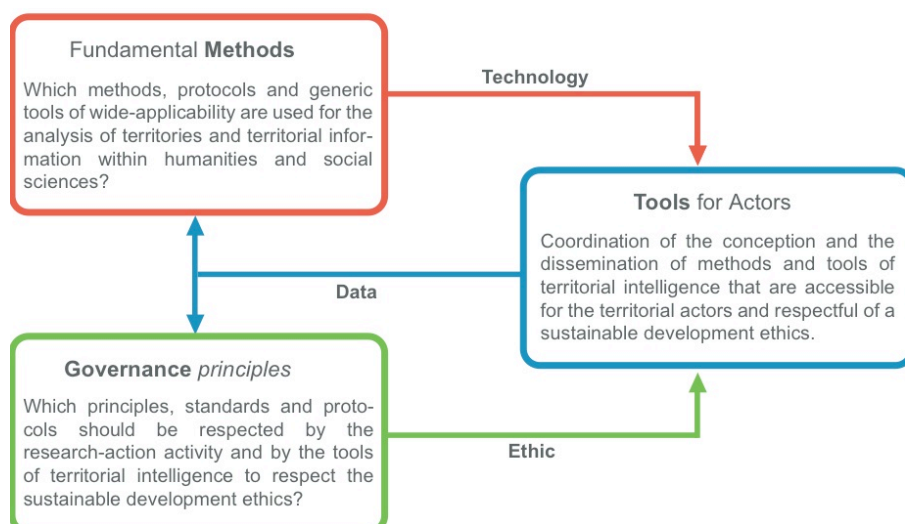 Fundamental Methods
Which methods, protocols and generic
tools of wide-applicability are used for the
analysis of territories and territorial infor-
mation within humanities and social
sciences?
Technology
Tools for Actors
Coordination of the conception and the
dissemination of methods and tools of
territorial intelligence that are accessible
for the territorial actors and respectful of a
sustainable development ethics.
Data
Governance principles
Which principles, standards and proto-
cols should be respected by the
research-action activity and by the tools
of territorial intelligence to respect the
sustainable development ethics?
Ethic